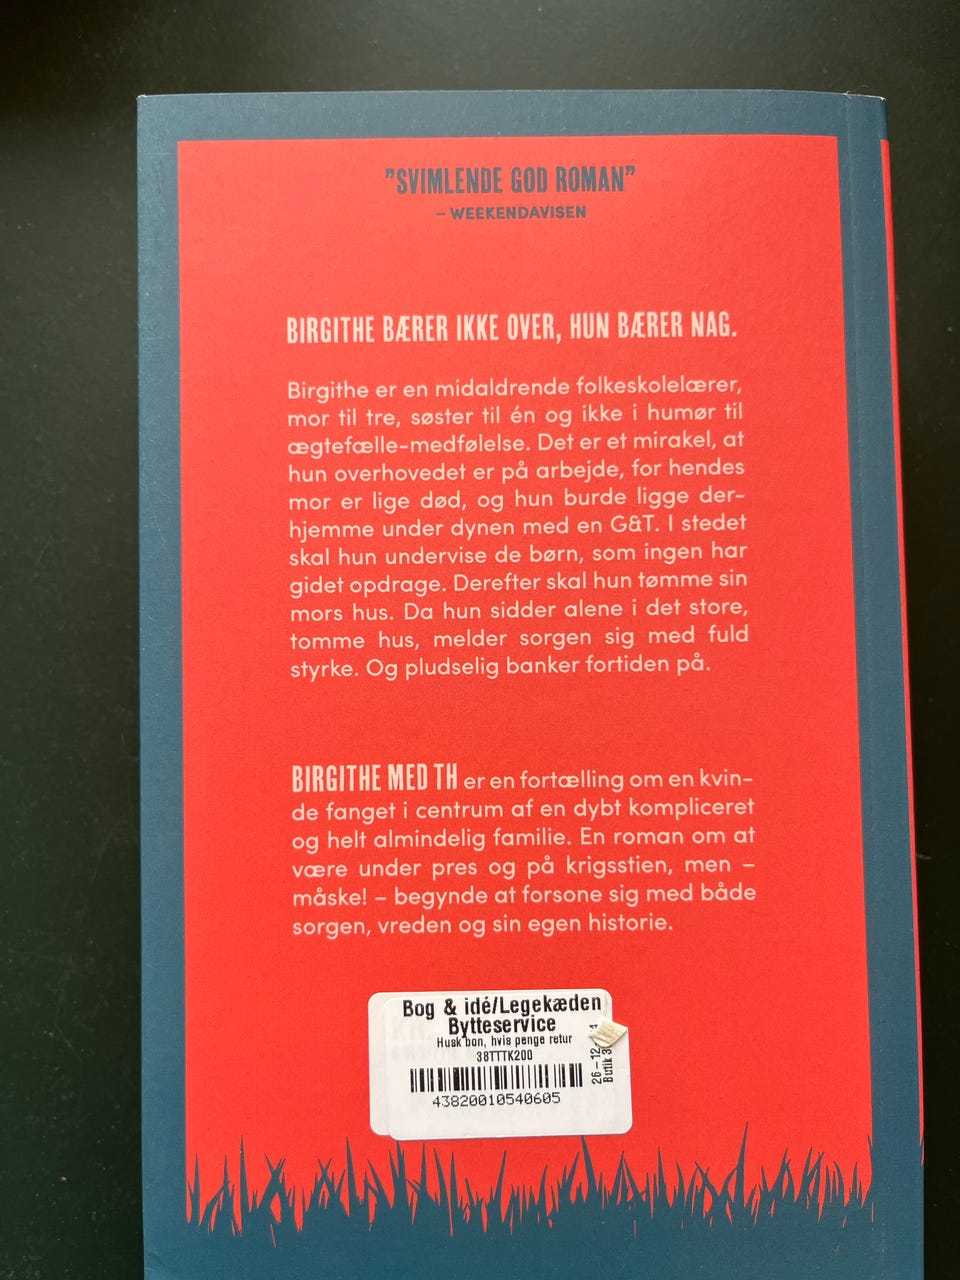 ”SVIMLENDE GOD ROMAN”
– WEEKENDAVISEN
BIRGITHE BÆRER IKKE OVER, HUN BÆRER NAG.
Birgithe er en midaldrende folkeskolelærer,
mor til tre, søster til én og ikke i humør til
ægtefælle-medfølelse. Det er et mirakel, at
hun overhovedet er på arbejde, for hendes
mor er lige død, og hun burde ligge der-
hjemme under dynen med en G&T. I stedet
skal hun undervise de børn, som ingen har
gidet opdrage. Derefter skal hun tømme sin
mors hus. Da hun sidder alene i det store,
tomme hus, melder sorgen sig med fuld
styrke. Og pludselig banker fortiden på.
BIRGITHE MED TH er en fortælling om en kvin-
de fanget i centrum af en dybt kompliceret
og helt almindelig familie. En roman om at
være under pres og på krigsstien, men –
måske! – begynde at forsone sig med både
sorgen, vreden og sin egen historie.
Bog & idé/Legekæden
Bytteservice
Husk bon, hvis penge retur
38TTTK200
43820010540605
26-12
Butik